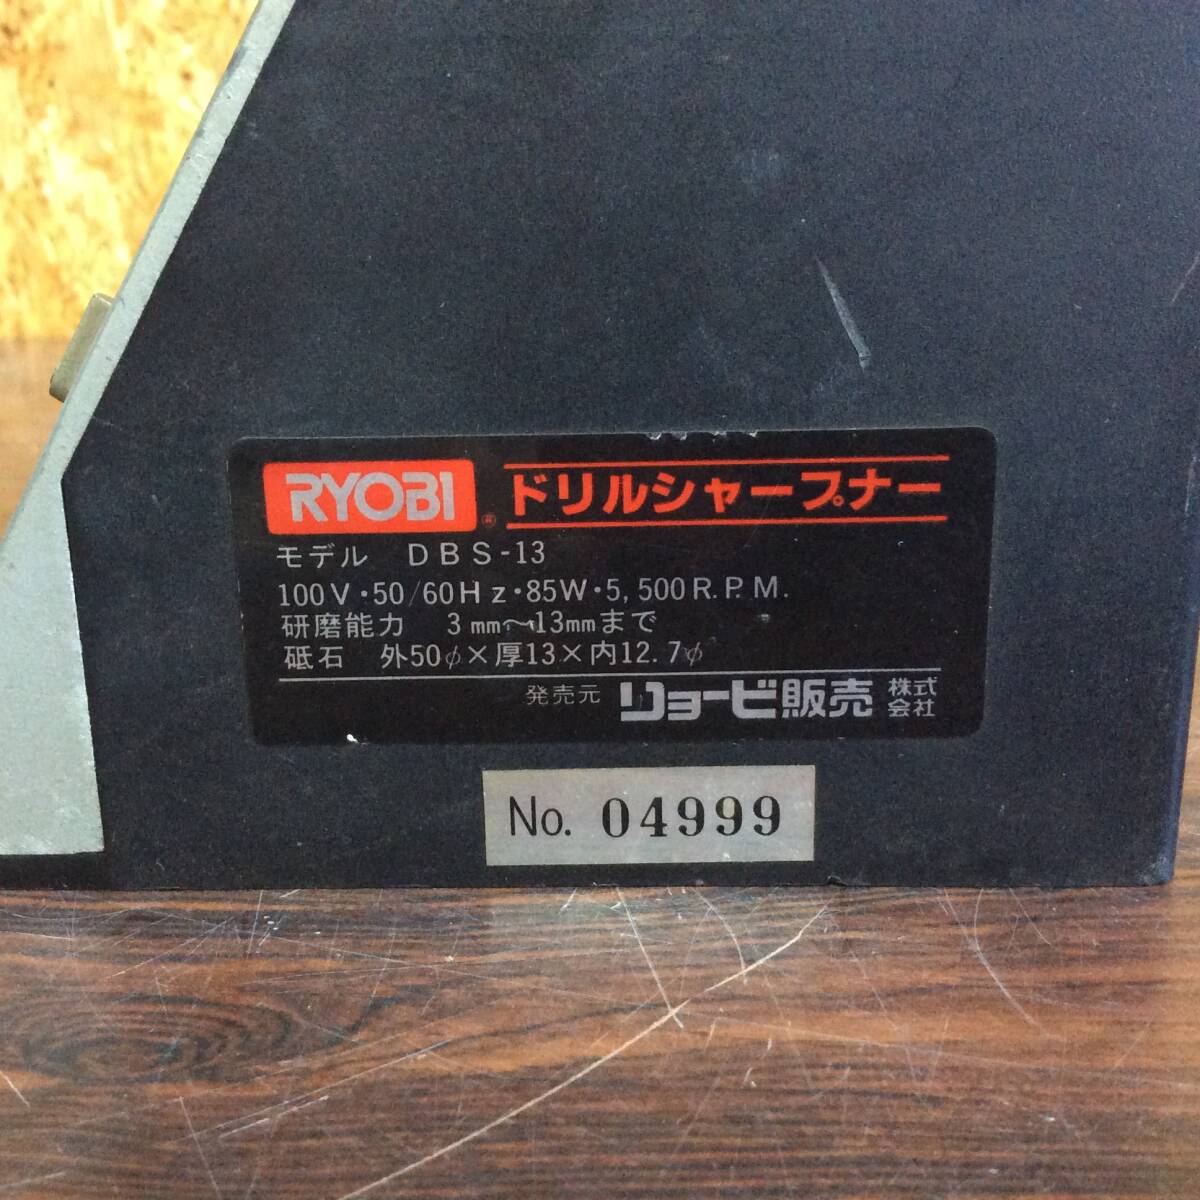 RYOBI® ドリルシャープナー
モデル DBS-13
100V・50/60Hz・85W・5,500R.P.M.
研磨能力 3mm〜13mmまで
砥石 外50φ×厚13×内12.7φ
発売元 リョービ販売 株式会社
No. 04999